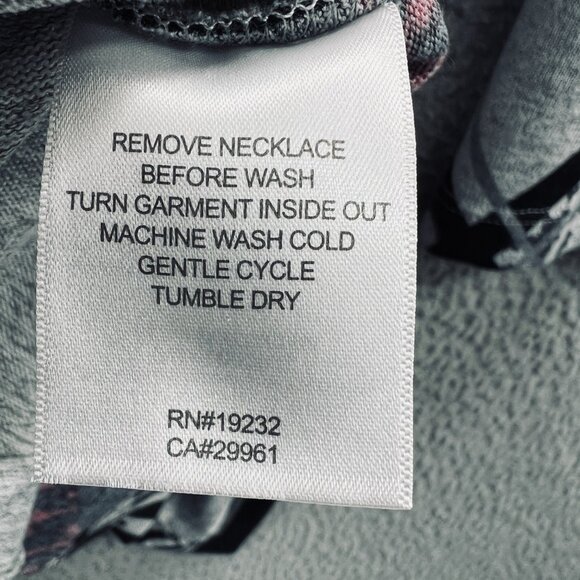 REMOVE NECKLACE
BEFORE WASH
TURN GARMENT INSIDE OUT
MACHINE WASH COLD
GENTLE CYCLE
TUMBLE DRY
RN#19232
CA#29961